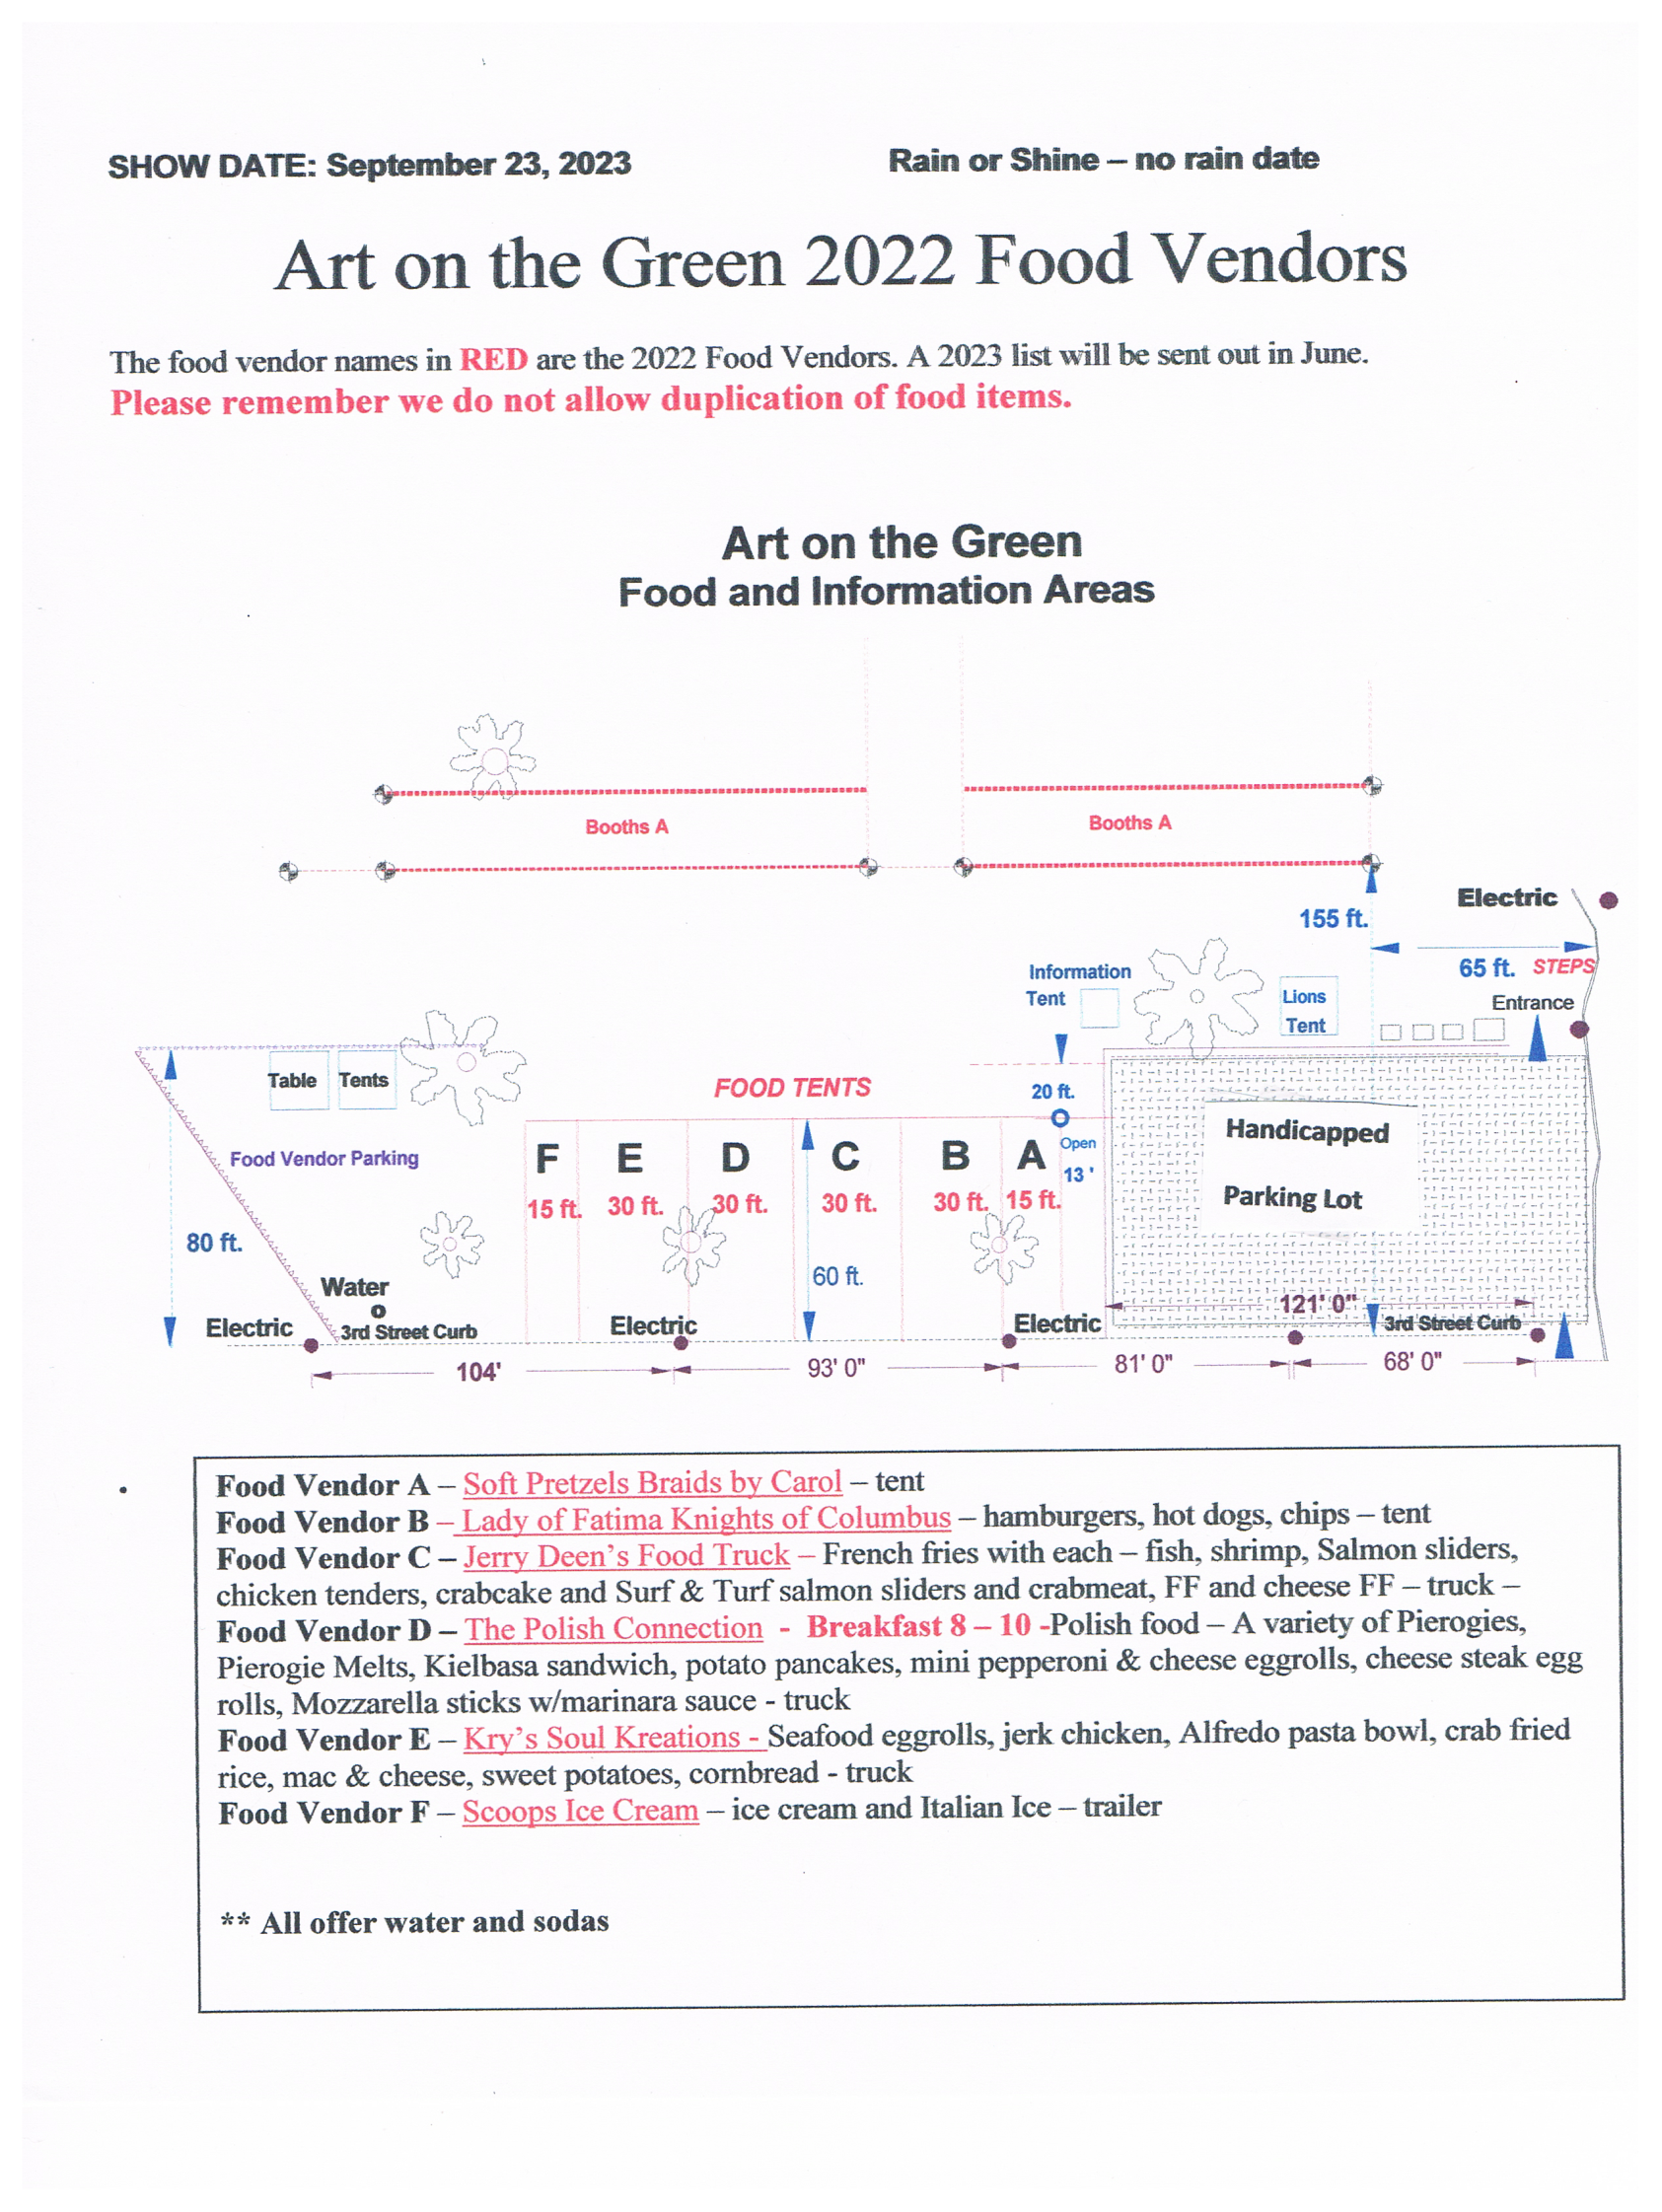 SHOW DATE: September 23, 2023
Rain or Shine – no rain date
Art on the Green 2022 Food Vendors
The food vendor names in RED are the 2022 Food Vendors. A 2023 list will be sent out in June.
Please remember we do not allow duplication of food items.
Art on the Green
Food and Information Areas
Booths A
Booths A
Electric
155 ft.
65 ft. STEPS
Information
Tent
Lions
Tent
Entrance
Table
Tents
FOOD TENTS
20 ft.
Food Vendor Parking
F
E
D
C
B
A
Open
13 '
15 ft.
30 ft.
30 ft.
30 ft.
30 ft.
15 ft.
Handicapped
Parking Lot
80 ft.
60 ft.
Water
Electric
3rd Street Curb
Electric
Electric
121' 0"
3rd Street Curb
104'
93' 0"
81' 0"
68' 0"
Food Vendor A – Soft Pretzels Braids by Carol – tent
Food Vendor B – Lady of Fatima Knights of Columbus – hamburgers, hot dogs, chips – tent
Food Vendor C – Jerry Deen's Food Truck – French fries with each – fish, shrimp, Salmon sliders,
chicken tenders, crabcake and Surf & Turf salmon sliders and crabmeat, FF and cheese FF – truck –
Food Vendor D – The Polish Connection - Breakfast 8 – 10 -Polish food – A variety of Pierogies,
Pierogie Melts, Kielbasa sandwich, potato pancakes, mini pepperoni & cheese eggrolls, cheese steak egg
rolls, Mozzarella sticks w/marinara sauce - truck
Food Vendor E – Kry's Soul Kreations - Seafood eggrolls, jerk chicken, Alfredo pasta bowl, crab fried
rice, mac & cheese, sweet potatoes, cornbread - truck
Food Vendor F – Scoops Ice Cream – ice cream and Italian Ice – trailer
** All offer water and sodas